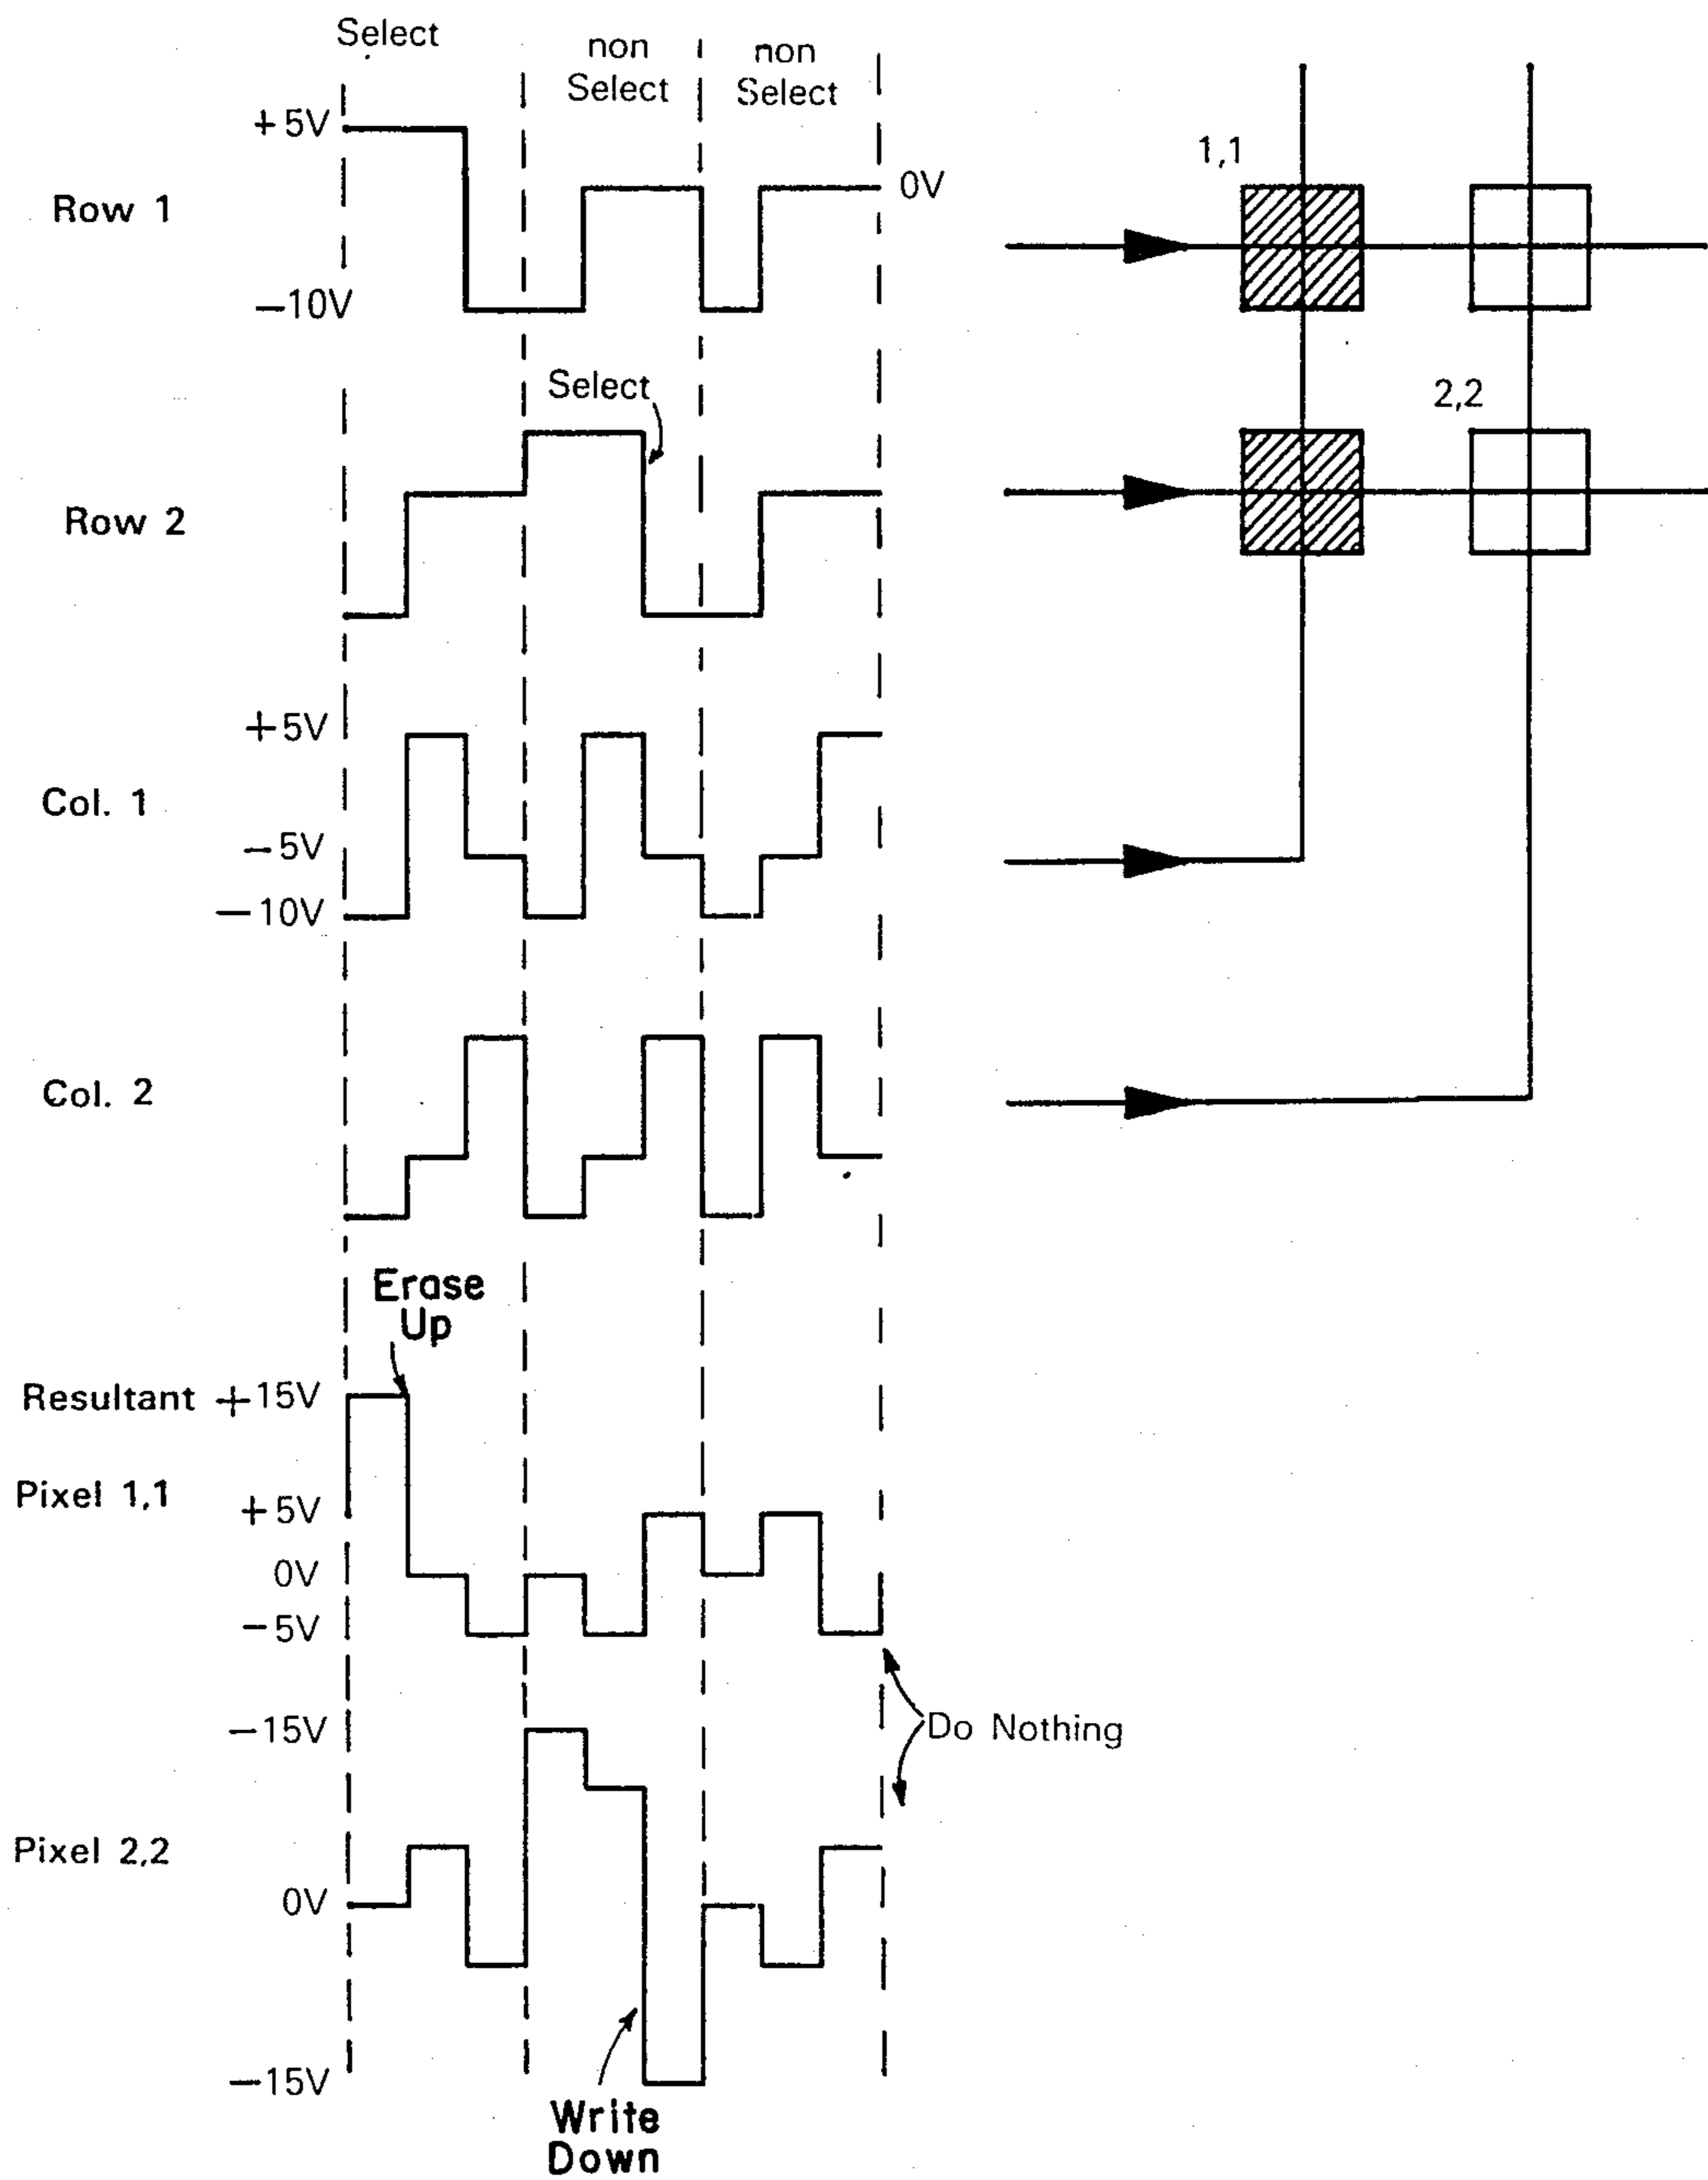 Select
non
Select
non
Select
+5V
0V
1,1
Row 1
−10V
Select
2,2
Row 2
+5V
Col. 1
−5V
−10V
Col. 2
Erase
Up
Resultant +15V
Pixel 1,1
+5V
0V
−5V
−15V
Do Nothing
Pixel 2,2
0V
−15V
Write
Down